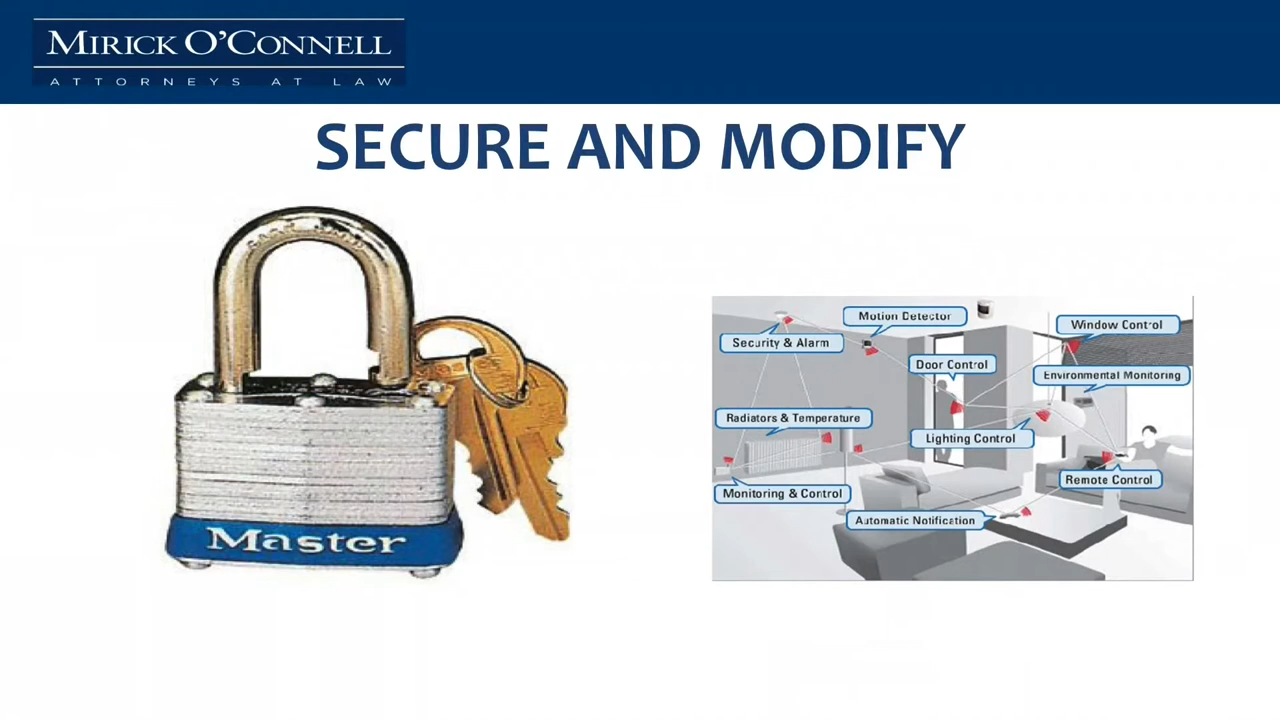 MIRICK O'CONNELL
ATTORNEYS AT LAW
SECURE AND MODIFY
Master
Motion Detector
Window Control
Security & Alarm
Door Control
Environmental Monitoring
Radiators & Temperature
Lighting Control
Remote Control
Monitoring & Control
Automatic Notification